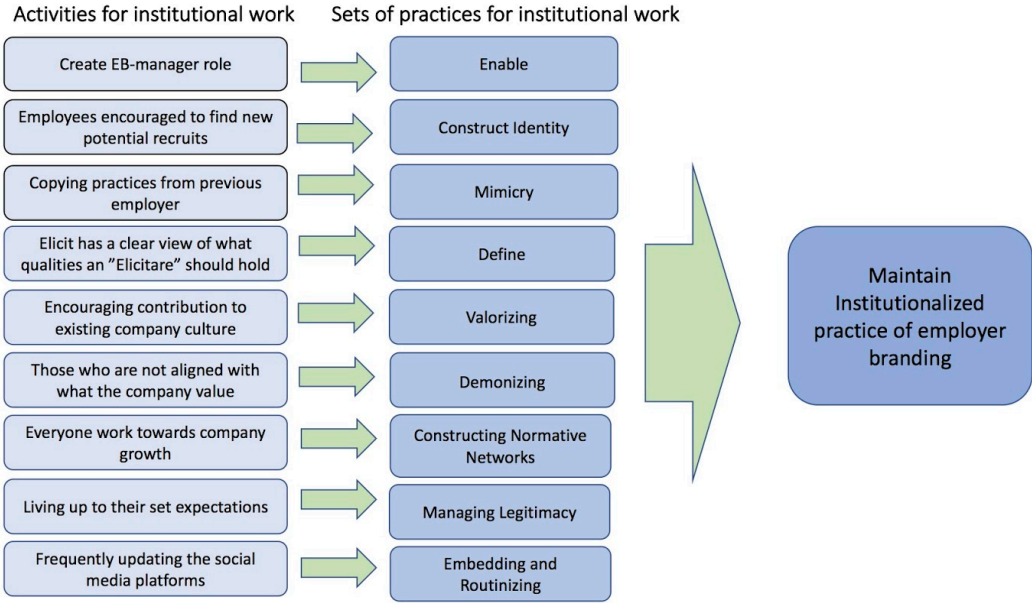 Activities for institutional work
Sets of practices for institutional work
Create EB-manager role
Enable
Employees encouraged to find new
potential recruits
Construct Identity
Copying practices from previous
employer
Mimicry
Elicit has a clear view of what
qualities an ”Elicitare” should hold
Define
Encouraging contribution to
existing company culture
Valorizing
Those who are not aligned with
what the company value
Demonizing
Everyone work towards company
growth
Constructing Normative
Networks
Living up to their set expectations
Managing Legitimacy
Frequently updating the social
media platforms
Embedding and
Routinizing
Maintain
Institutionalized
practice of employer
branding